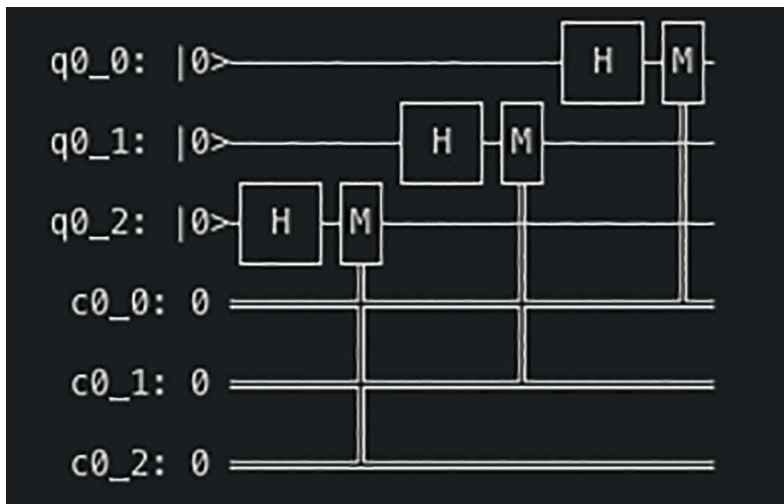 q0_0: |0> H M
q0_1: |0> H M
q0_2: |0> H M
c0_0: 0
c0_1: 0
c0_2: 0